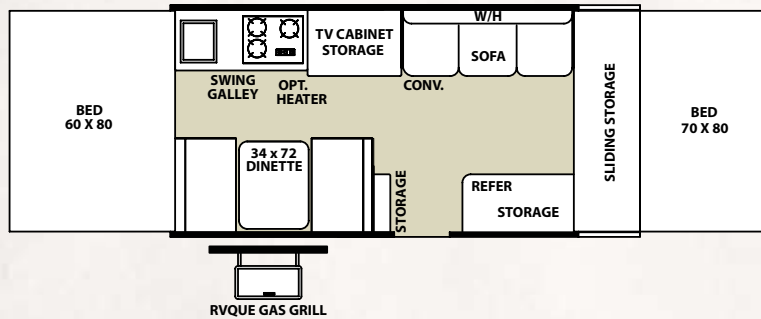 W/H
TV CABINET
STORAGE
SOFA
SWING
GALLEY
OPT.
HEATER
CONV.
BED
60 X 80
SLIDING STORAGE
BED
70 X 80
34 x 72
DINETTE
STORAGE
REFER
STORAGE
RVQUE GAS GRILL